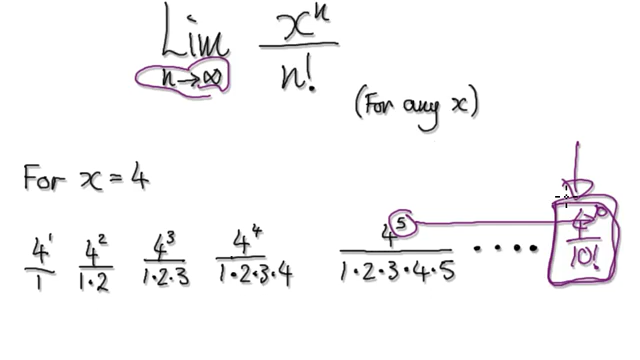 Lim xⁿ/n!
n→∞
(For any x)
For x = 4
4¹/1 4²/1·2 4³/1·2·3 4⁴/1·2·3·4 4⁵/1·2·3·4·5 ···· 4/10!